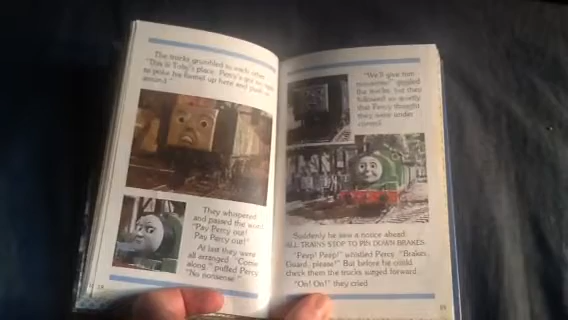 The trucks grumbled to each other.
"This is Toby's place. Percy's got no right
to poke his funnel up here and push us
around."
They whispered
and passed the word
"Pay Percy out!
Pay Percy out!"
At last they were
all arranged. "Come
along," puffed Percy
"No nonsense."
"We'll give him
nonsense!" giggled
the trucks, but they
followed so quietly
that Percy thought
they were under
control.
Suddenly he saw a notice ahead.
ALL TRAINS STOP TO PIN DOWN BRAKES.
"Peep! Peep!" whistled Percy. "Brakes,
Guard, please!" But before he could
check them the trucks surged forward.
"On! On!" they cried